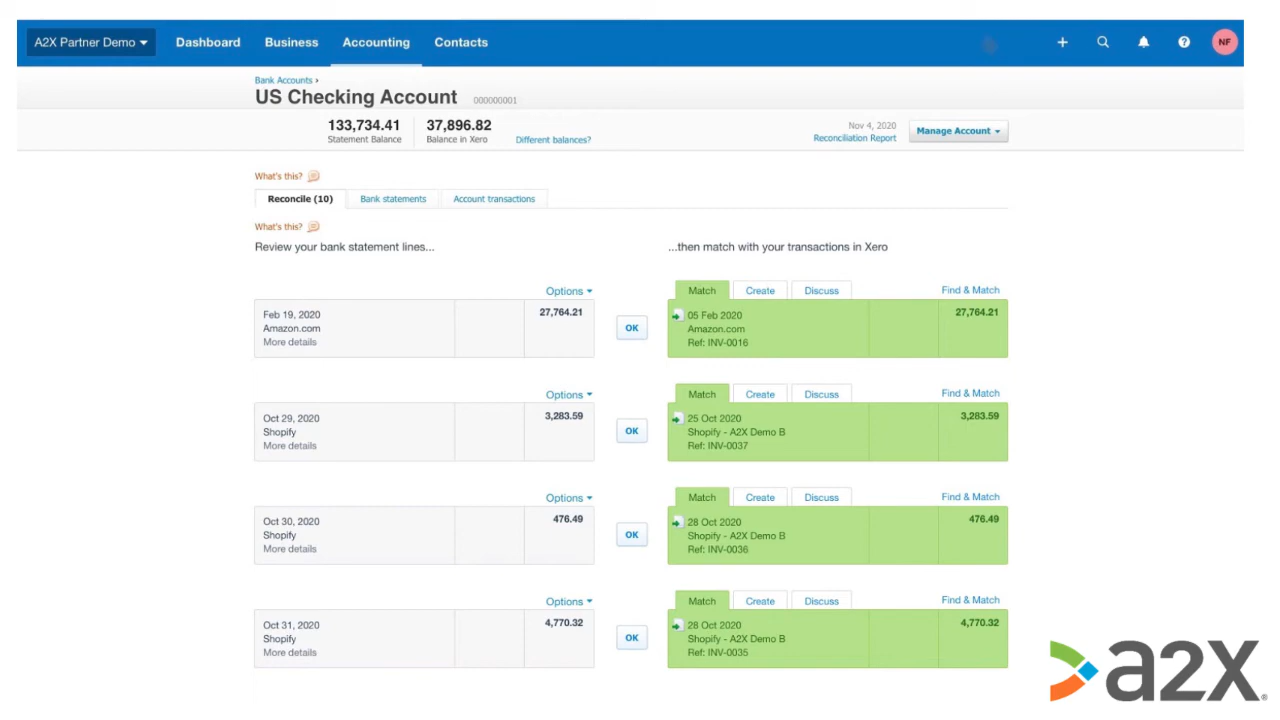 A2X Partner Demo Dashboard Business Accounting Contacts NF
Bank Accounts ›
US Checking Account 000000001
133,734.41 37,896.82 Nov 4, 2020 Manage Account
Statement Balance Balance in Xero Different balances? Reconciliation Report
What's this?
Reconcile (10) Bank statements Account transactions
What's this?
Review your bank statement lines... ...then match with your transactions in Xero
Options Match Create Discuss Find & Match
Feb 19, 2020 27,764.21 OK 05 Feb 2020 27,764.21
Amazon.com Amazon.com
More details Ref: INV-0016
Options Match Create Discuss Find & Match
Oct 29, 2020 3,283.59 OK 25 Oct 2020 3,283.59
Shopify Shopify - A2X Demo B
More details Ref: INV-0037
Options Match Create Discuss Find & Match
Oct 30, 2020 476.49 OK 28 Oct 2020 476.49
Shopify Shopify - A2X Demo B
More details Ref: INV-0036
Options Match Create Discuss Find & Match
Oct 31, 2020 4,770.32 OK 28 Oct 2020 4,770.32
Shopify Shopify - A2X Demo B
More details Ref: INV-0035
a2X®